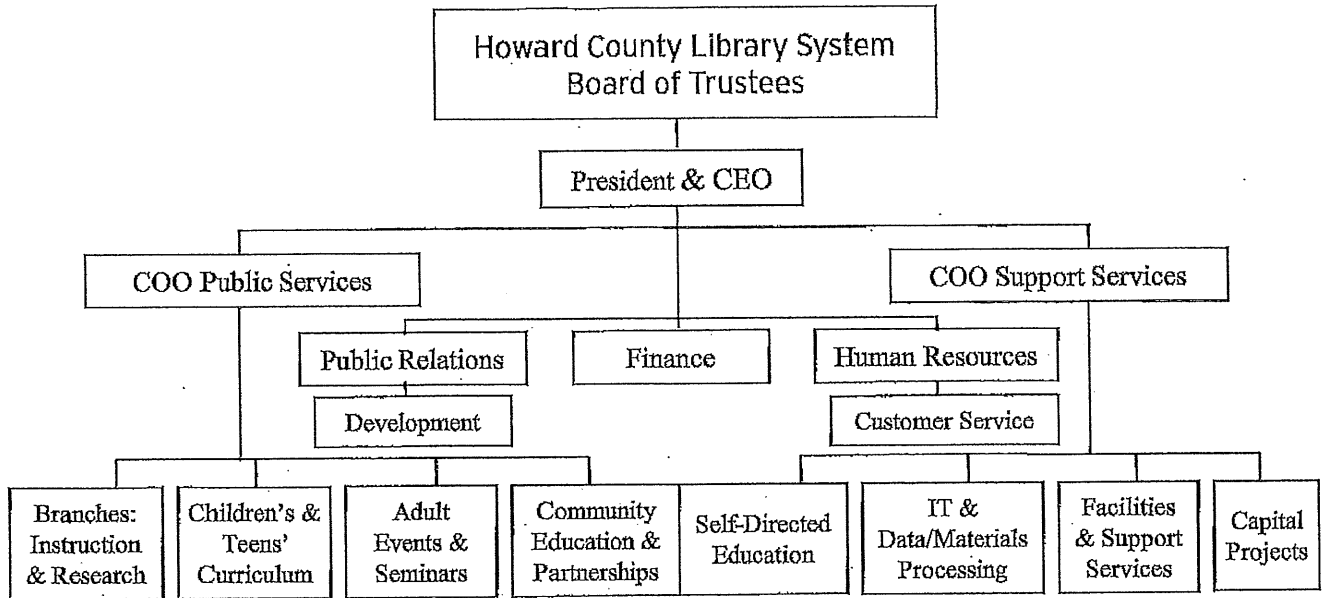 Howard County Library System
Board of Trustees
President & CEO
COO Public Services
COO Support Services
Public Relations
Finance
Human Resources
Development
Customer Service
Branches:
Instruction
& Research
Children's &
Teens'
Curriculum
Adult
Events &
Seminars
Community
Education &
Partnerships
Self-Directed
Education
IT &
Data/Materials
Processing
Facilities
& Support
Services
Capital
Projects